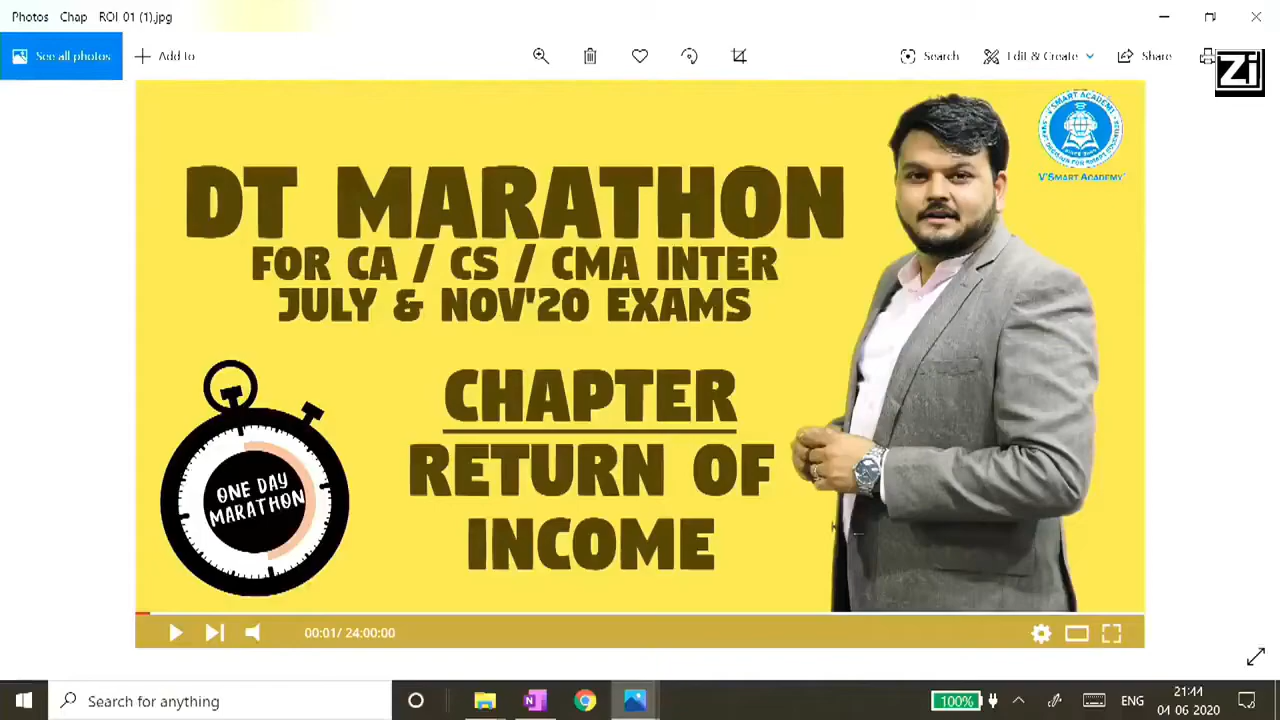 Photos Chap ROI 01 (1).jpg
See all photos
Add to
Search
Edit & Create
Share
Zi
V'SMART ACADEMY
DT MARATHON
FOR CA / CS / CMA INTER
JULY & NOV'20 EXAMS
CHAPTER
RETURN OF
INCOME
ONE DAY
MARATHON
00:01/ 24:00:00
Search for anything
100%
ENG
21:44
04-06-2020